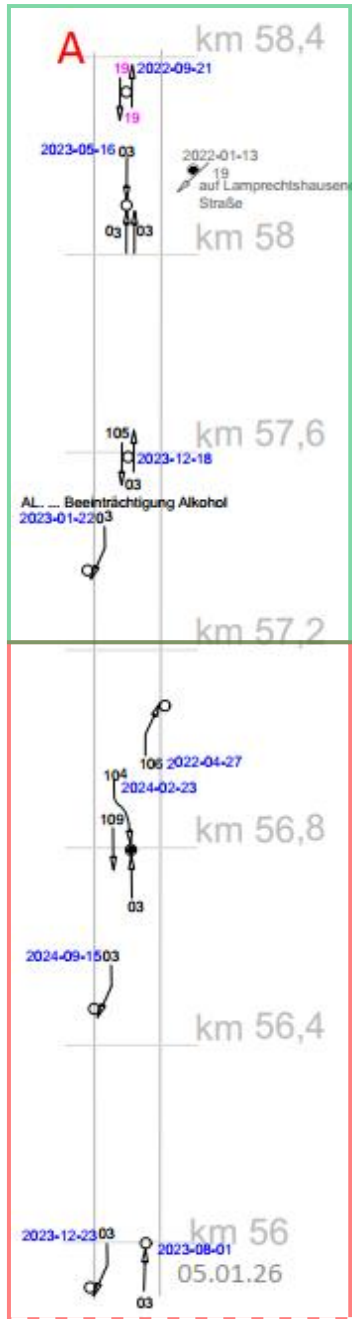 km 58,4
A
19 2022-09-21
19
2023-05-16 03
2022-01-13
19
auf Lamprechtshausene
Straße
03 03
km 58
105
km 57,6
2023-12-18
03
AL. ... Beeinträchtigung Alkohol
2023-01-22 03
km 57,2
106 2022-04-27
104
2024-02-23
109
km 56,8
03
2024-09-15 03
km 56,4
2023-12-23 03
km 56
2023-08-01
05.01.26
03